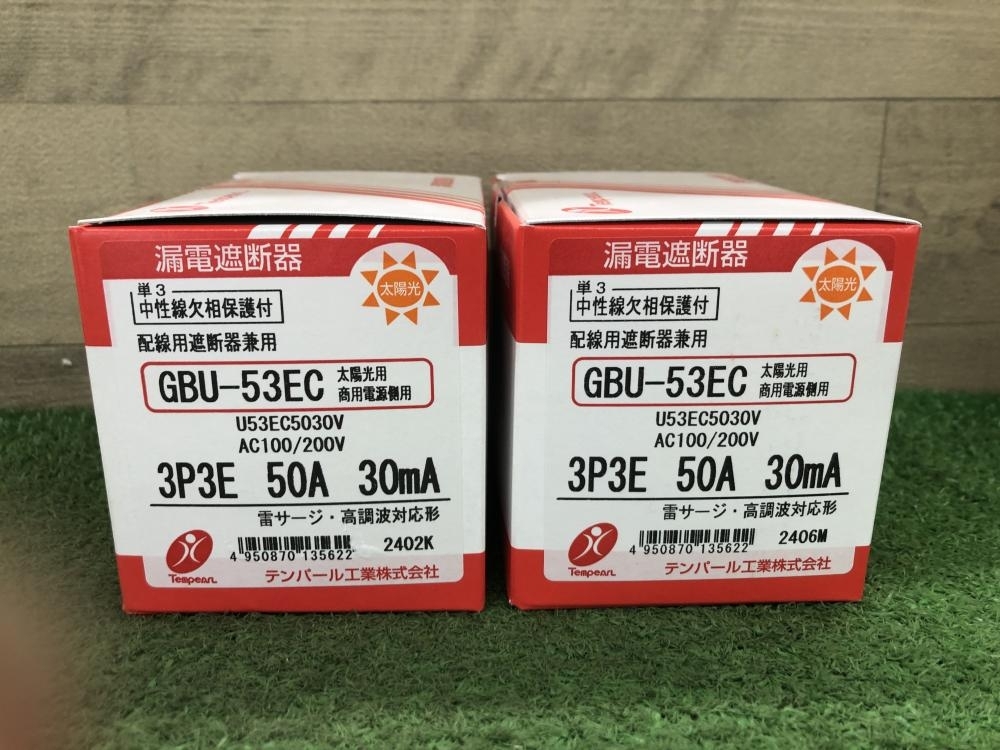 漏電遮断器
太陽光
単3
中性線欠相保護付
配線用遮断器兼用
GBU-53EC 太陽光用
商用電源側用
U53EC5030V
AC100/200V
3P3E 50A 30mA
雷サージ・高調波対応形
4 950870 135622 2402K
TEMPEARL
テンパール工業株式会社
漏電遮断器
太陽光
単3
中性線欠相保護付
配線用遮断器兼用
GBU-53EC 太陽光用
商用電源側用
U53EC5030V
AC100/200V
3P3E 50A 30mA
雷サージ・高調波対応形
4 950870 135622 2406M
TEMPEARL
テンパール工業株式会社